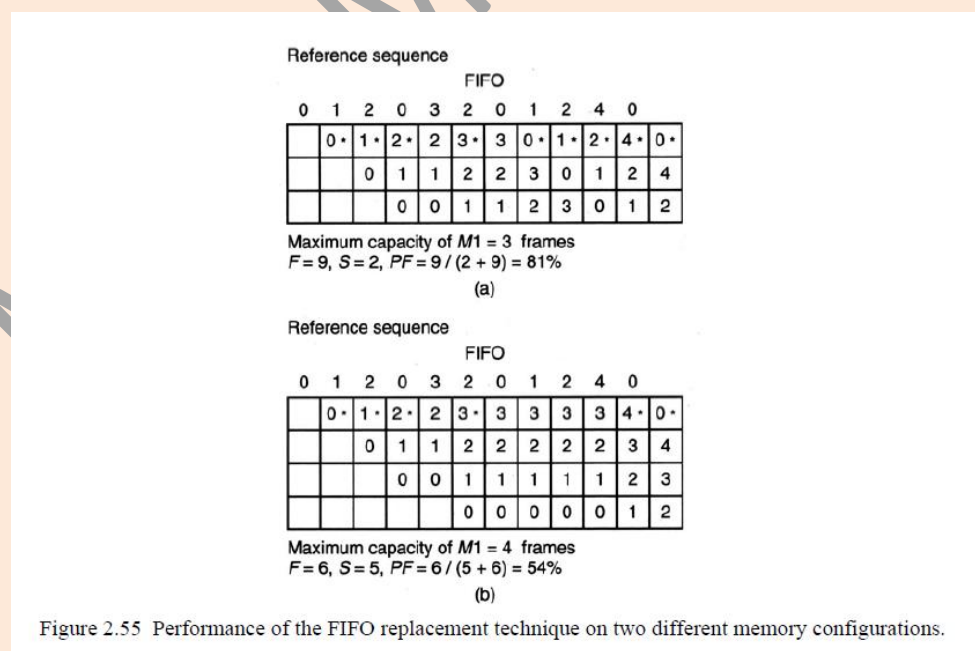 Reference sequence
FIFO
0 1 2 0 3 2 0 1 2 4 0
0* 1* 2* 2 3* 3 0* 1* 2* 4* 0*
0 1 1 2 2 3 0 1 2 4
0 0 1 1 2 3 0 1 2
Maximum capacity of M1 = 3 frames
F = 9, S = 2, PF = 9 / (2 + 9) = 81%
(a)
Reference sequence
FIFO
0 1 2 0 3 2 0 1 2 4 0
0* 1* 2* 2 3* 3 3 3 3 4* 0*
0 1 1 2 2 2 2 2 3 4
0 0 1 1 1 1 1 2 3
0 0 0 0 0 1 2
Maximum capacity of M1 = 4 frames
F = 6, S = 5, PF = 6 / (5 + 6) = 54%
(b)
Figure 2.55 Performance of the FIFO replacement technique on two different memory configurations.